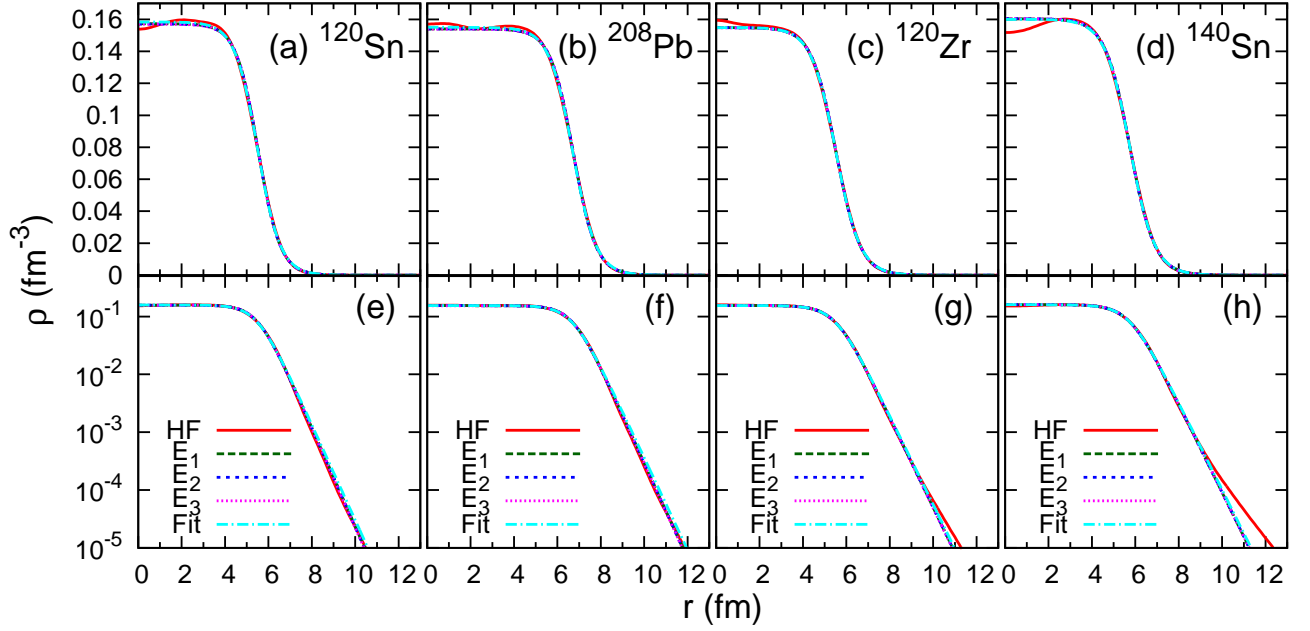 (a) ¹²⁰Sn
(b) ²⁰⁸Pb
(c) ¹²⁰Zr
(d) ¹⁴⁰Sn
0.16
0.14
0.12
0.1
0.08
0.06
0.04
0.02
0
ρ (fm⁻³)
(e)
(f)
(g)
(h)
10⁻¹
10⁻²
10⁻³
10⁻⁴
10⁻⁵
HF
E₁
E₂
E₃
Fit
HF
E₁
E₂
E₃
Fit
HF
E₁
E₂
E₃
Fit
HF
E₁
E₂
E₃
Fit
0 2 4 6 8 10 12
0 2 4 6 8 10 12
0 2 4 6 8 10 12
0 2 4 6 8 10 12
r (fm)